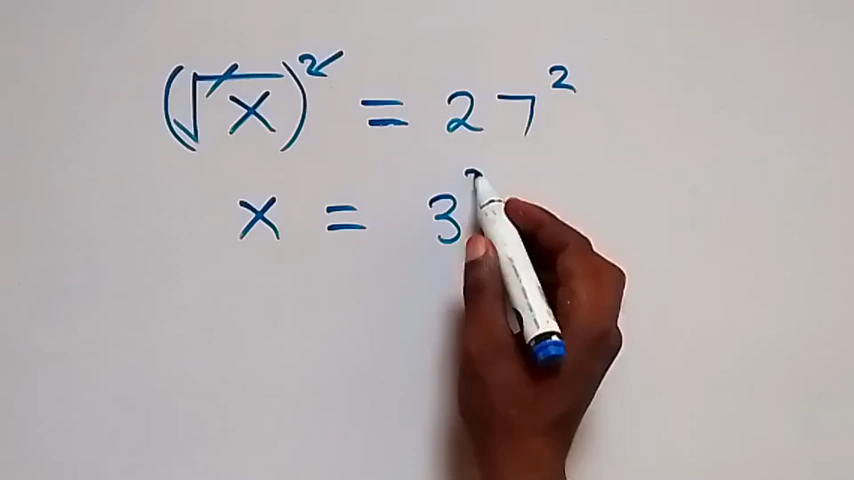 (√x)² = 27²
x = 3